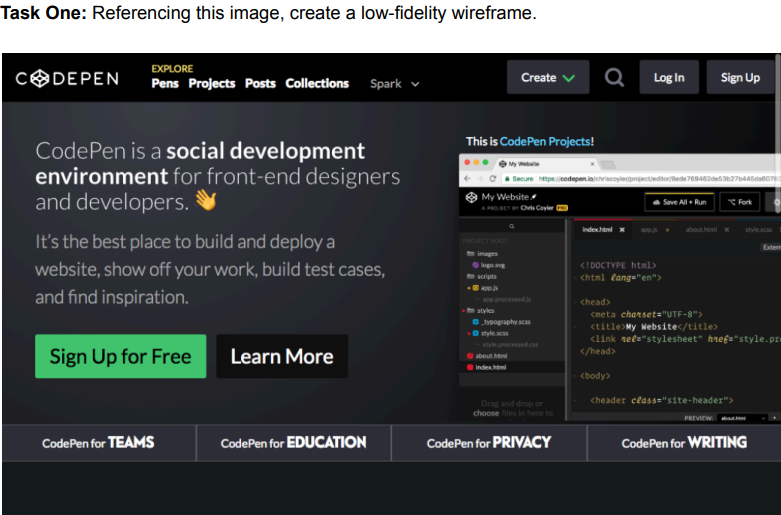 Task One: Referencing this image, create a low-fidelity wireframe.
CODEPEN
EXPLORE
Pens Projects Posts Collections
Spark
Create
Log In
Sign Up
CodePen is a social development
environment for front-end designers
and developers. 👋
It's the best place to build and deploy a
website, show off your work, build test cases,
and find inspiration.
Sign Up for Free
Learn More
This is CodePen Projects!
My Website
Secure
My Website
A PROJECT BY Chris Coyier PRO
Save All + Run
Fork
PROJECT ROOT
images
logo.svg
scripts
app.js
app.processed.js
styles
_typography.scss
style.scss
style.processed.css
about.html
index.html
Drag and drop or
choose files in here to
index.html
app.js
about.html
style.scss
Extern
<!DOCTYPE html>
<html lang="en">
<head>
<meta charset="UTF-8">
<title>My Website</title>
<link rel="stylesheet" href="style.pr
</head>
<body>
<header class="site-header">
PREVIEW: about.html
CodePen for TEAMS
CodePen for EDUCATION
CodePen for PRIVACY
CodePen for WRITING